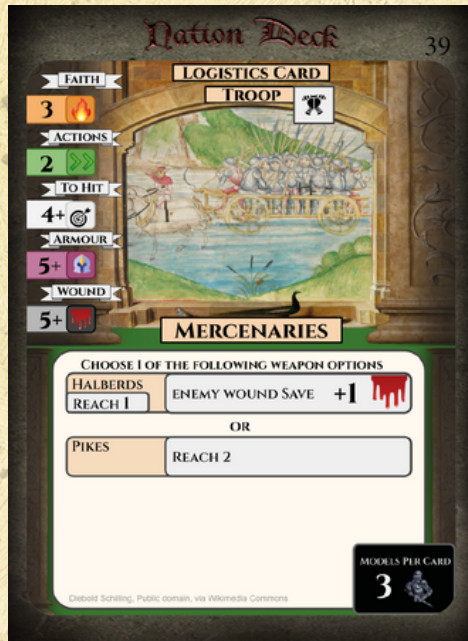 Nation Deck
39
FAITH
3
LOGISTICS CARD
TROOP
ACTIONS
2
TO HIT
4+
ARMOUR
5+
WOUND
5+
MERCENARIES
CHOOSE 1 OF THE FOLLOWING WEAPON OPTIONS
HALBERDS
REACH 1
ENEMY WOUND SAVE +1
OR
PIKES
REACH 2
MODELS PER CARD
3
Diebold Schilling, Public domain, via Wikimedia Commons